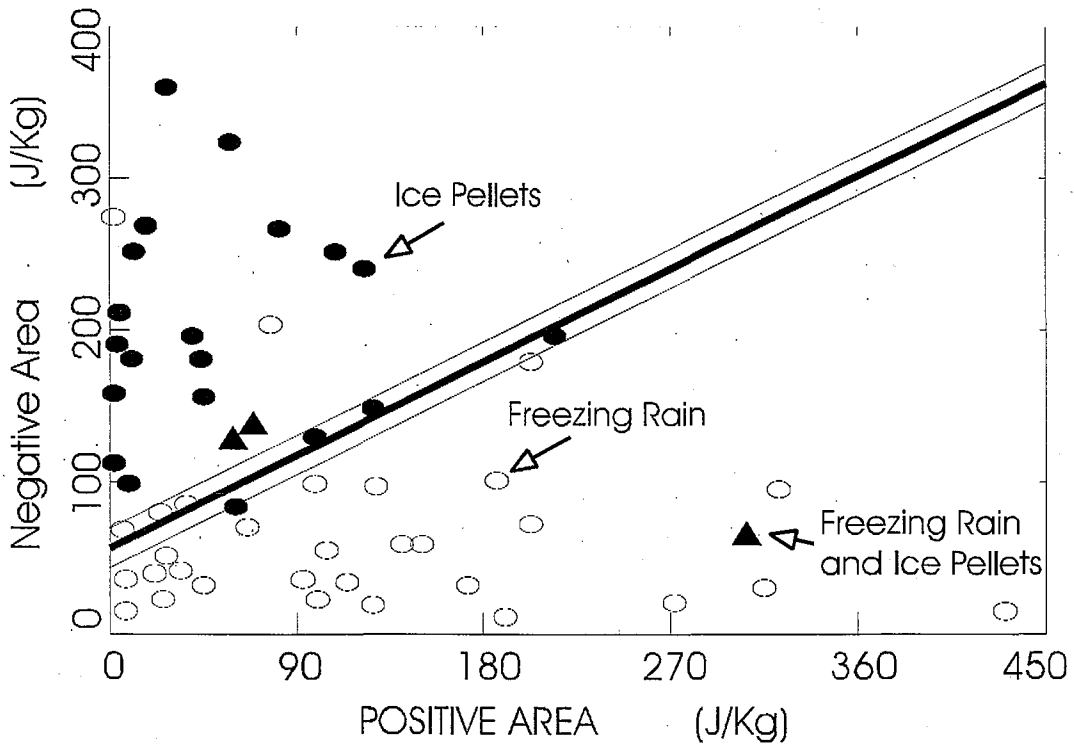 400
300
200
100
0
Negative Area (J/Kg)
Ice Pellets
Freezing Rain
Freezing Rain
and Ice Pellets
0 90 180 270 360 450
POSITIVE AREA (J/Kg)